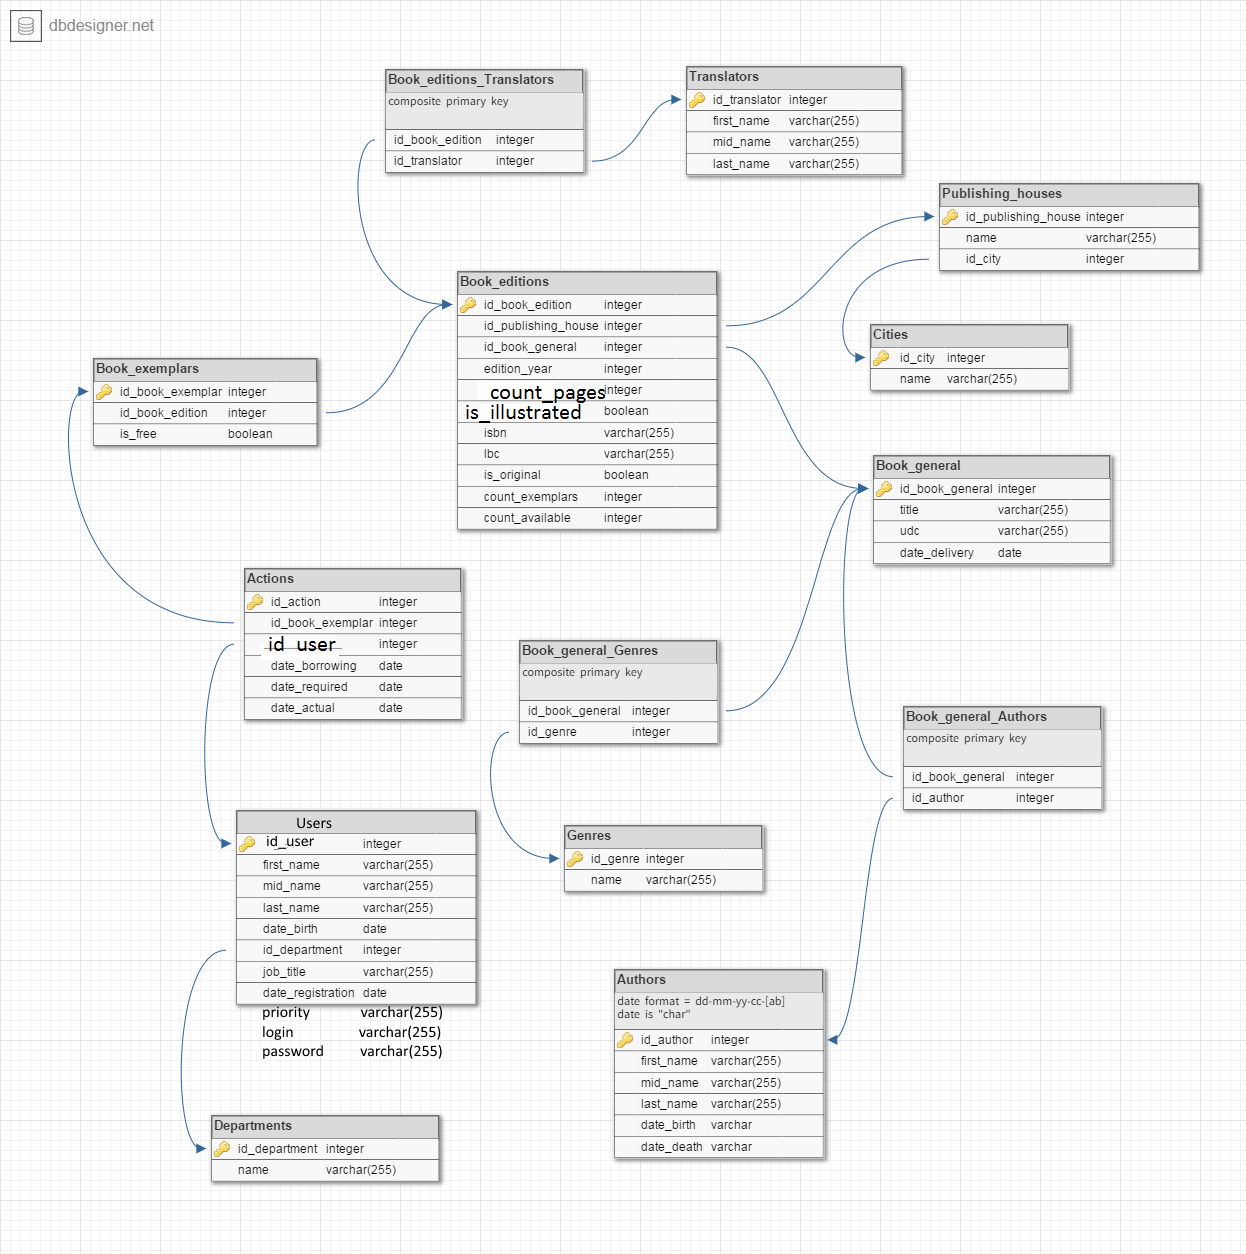 dbdesigner.net
Book_editions_Translators
composite primary key
id_book_edition integer
id_translator integer
Translators
id_translator integer
first_name varchar(255)
mid_name varchar(255)
last_name varchar(255)
Publishing_houses
id_publishing_house integer
name varchar(255)
id_city integer
Book_editions
id_book_edition integer
id_publishing_house integer
id_book_general integer
edition_year integer
count_pages integer
is_illustrated boolean
isbn varchar(255)
lbc varchar(255)
is_original boolean
count_exemplars integer
count_available integer
Cities
id_city integer
name varchar(255)
Book_exemplars
id_book_exemplar integer
id_book_edition integer
is_free boolean
Book_general
id_book_general integer
title varchar(255)
udc varchar(255)
date_delivery date
Actions
id_action integer
id_book_exemplar integer
id_user integer
date_borrowing date
date_required date
date_actual date
Book_general_Genres
composite primary key
id_book_general integer
id_genre integer
Book_general_Authors
composite primary key
id_book_general integer
id_author integer
Users
id_user integer
first_name varchar(255)
mid_name varchar(255)
last_name varchar(255)
date_birth date
id_department integer
job_title varchar(255)
date_registration date
priority varchar(255)
login varchar(255)
password varchar(255)
Genres
id_genre integer
name varchar(255)
Authors
date format = dd-mm-yy-cc-[ab]
date is "char"
id_author integer
first_name varchar(255)
mid_name varchar(255)
last_name varchar(255)
date_birth varchar
date_death varchar
Departments
id_department integer
name varchar(255)